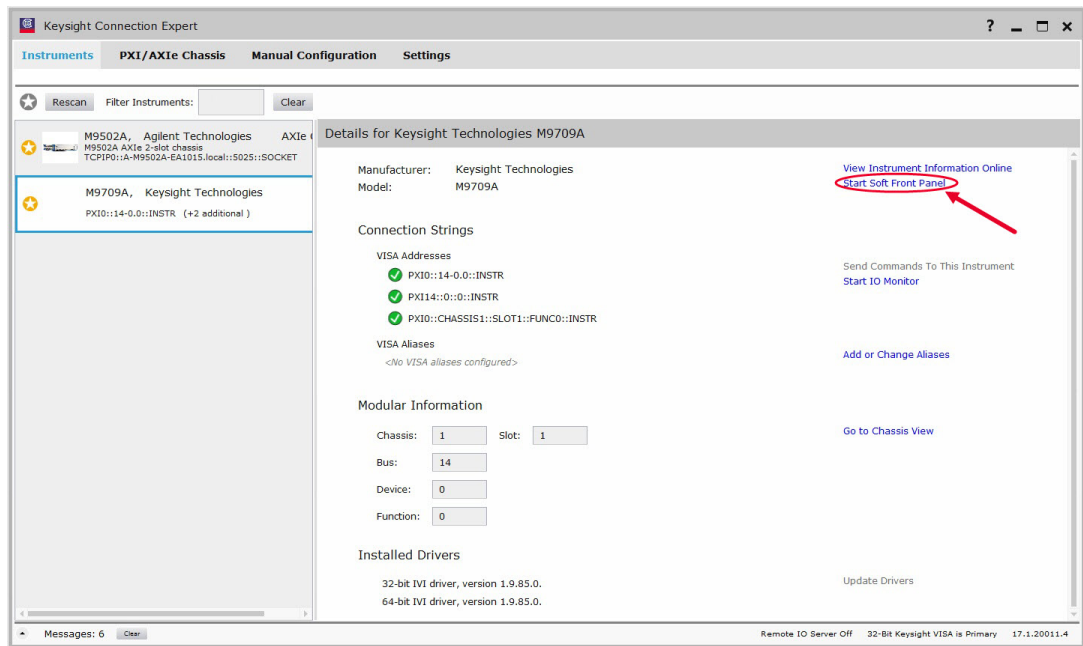 Keysight Connection Expert
?
Instruments PXI/AXIe Chassis Manual Configuration Settings
Rescan Filter Instruments: Clear
M9502A, Agilent Technologies AXIe
M9502A AXIe 2-slot chassis
TCPIP0::A-M9502A-EA1015.local::5025::SOCKET
M9709A, Keysight Technologies
PXI0::14-0.0::INSTR (+2 additional )
Details for Keysight Technologies M9709A
Manufacturer: Keysight Technologies
Model: M9709A
View Instrument Information Online
Start Soft Front Panel
Connection Strings
VISA Addresses
PXI0::14-0.0::INSTR
PXI14::0::0::INSTR
PXI0::CHASSIS1::SLOT1::FUNC0::INSTR
Send Commands To This Instrument
Start IO Monitor
VISA Aliases
<No VISA aliases configured>
Add or Change Aliases
Modular Information
Chassis: 1 Slot: 1
Go to Chassis View
Bus: 14
Device: 0
Function: 0
Installed Drivers
32-bit IVI driver, version 1.9.85.0.
64-bit IVI driver, version 1.9.85.0.
Update Drivers
Messages: 6 Clear
Remote IO Server Off 32-Bit Keysight VISA is Primary 17.1.20011.4